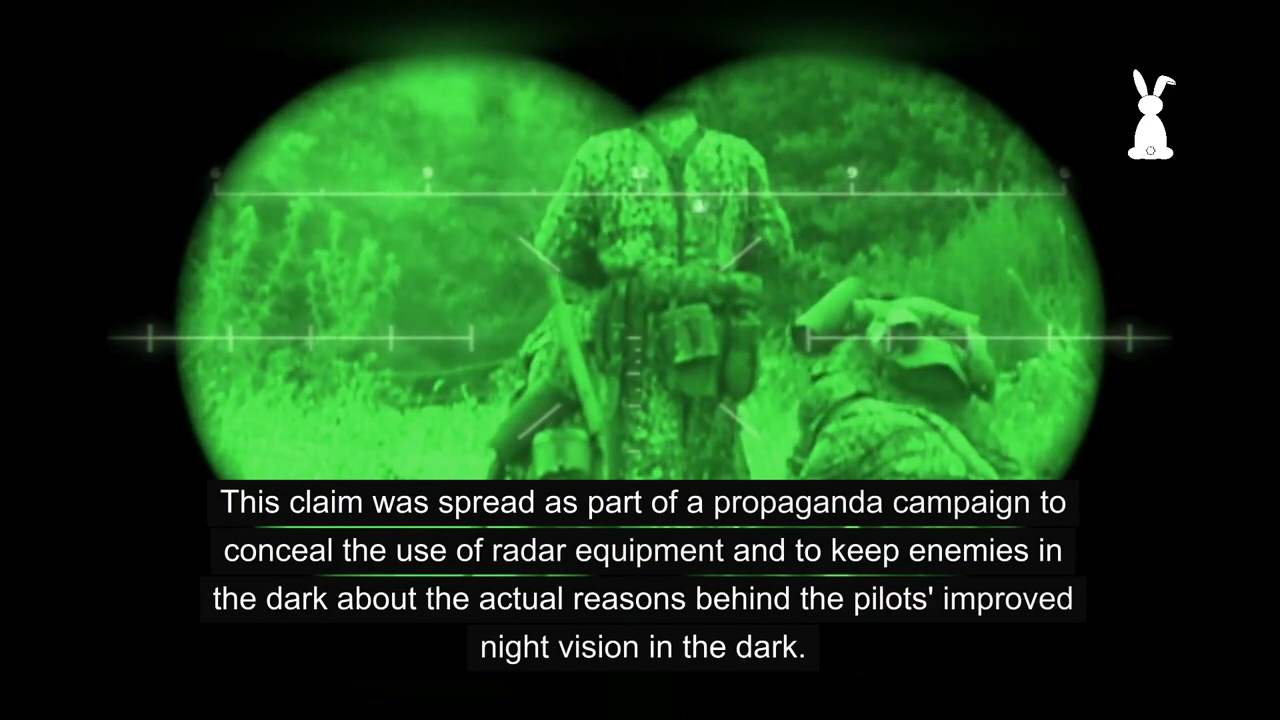 This claim was spread as part of a propaganda campaign to
conceal the use of radar equipment and to keep enemies in
the dark about the actual reasons behind the pilots' improved
night vision in the dark.